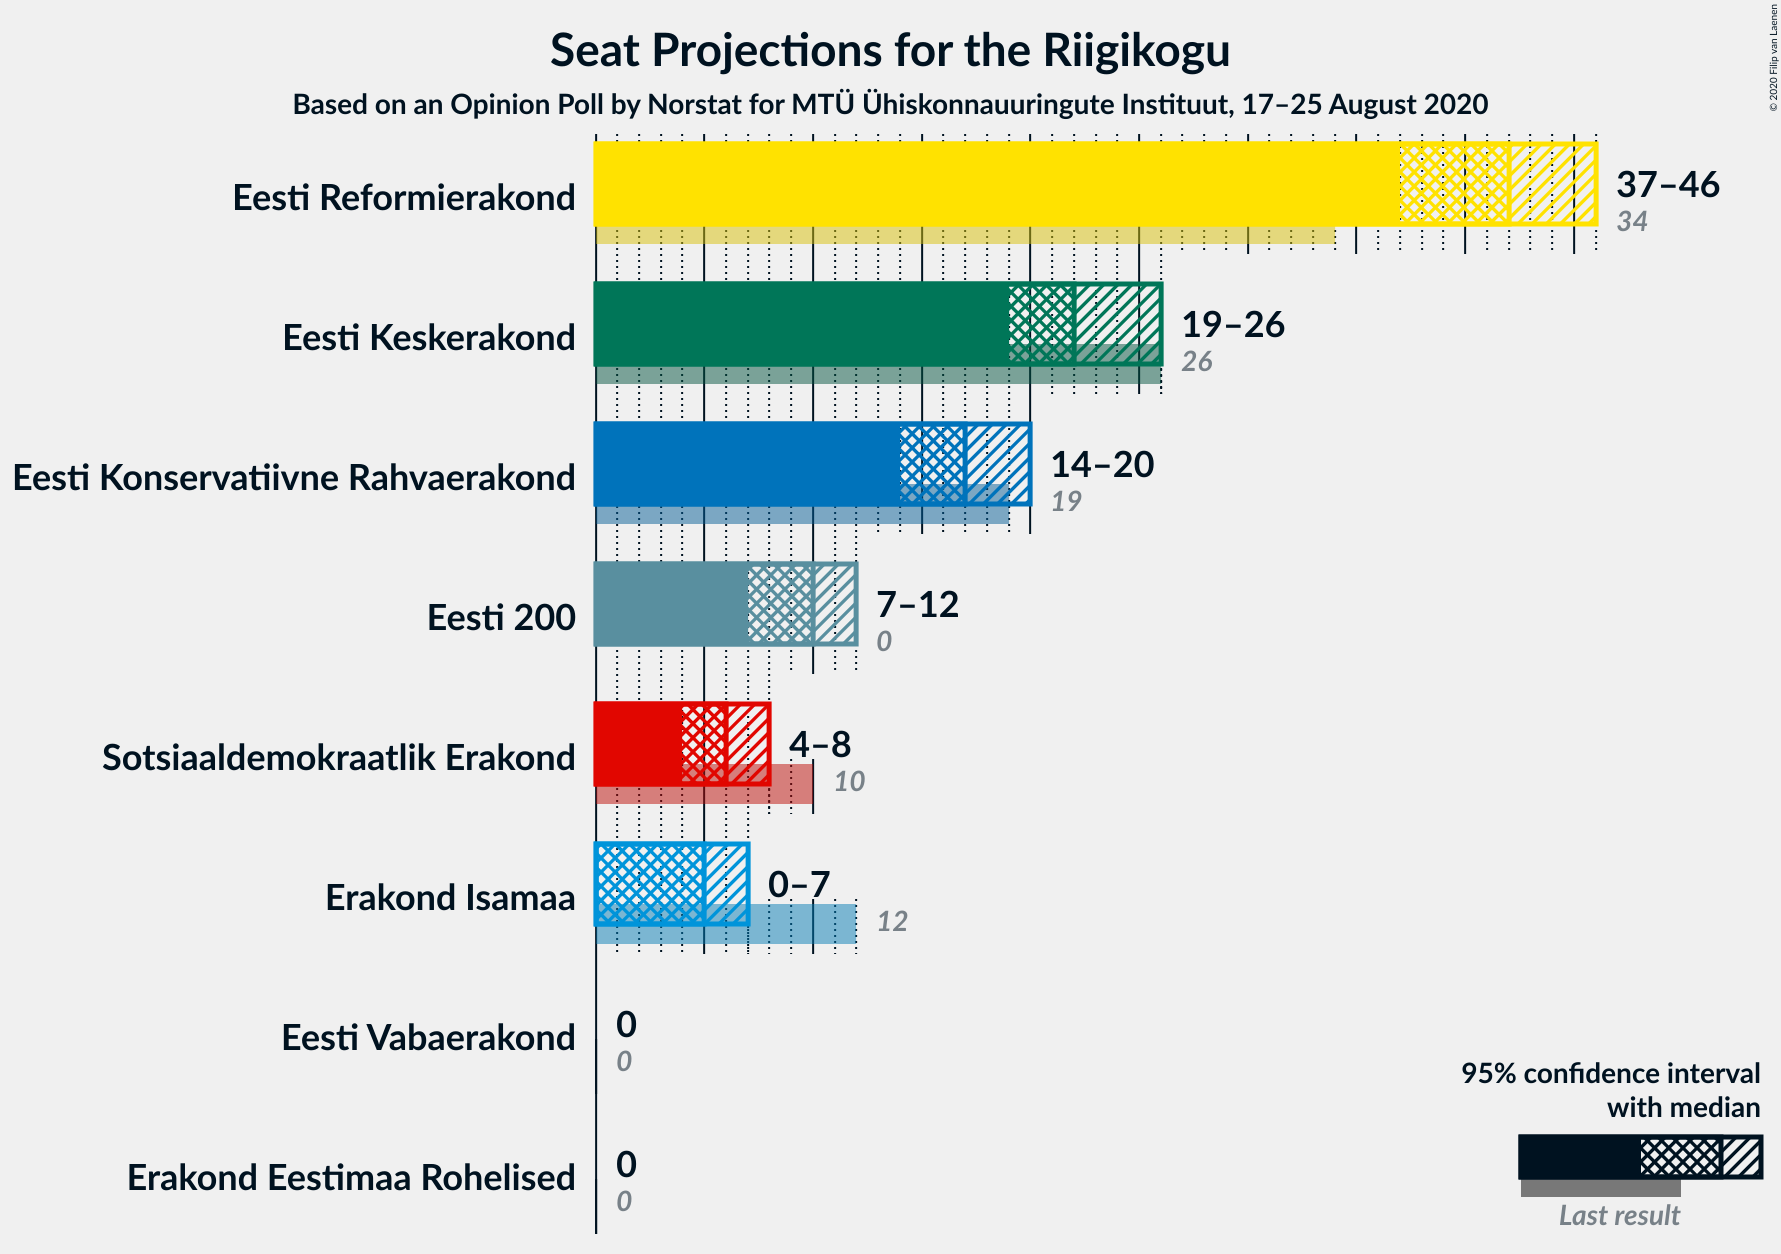 Seat Projections for the Riigikogu
Based on an Opinion Poll by Norstat for MTÜ Ühiskonnauuringute Instituut, 17–25 August 2020
© 2020 Filip van Laenen
Eesti Reformierakond
37–46
34
Eesti Keskerakond
19–26
26
Eesti Konservatiivne Rahvaerakond
14–20
19
Eesti 200
7–12
0
Sotsiaaldemokraatlik Erakond
4–8
10
Erakond Isamaa
0–7
12
Eesti Vabaerakond
0
0
Erakond Eestimaa Rohelised
0
0
95% confidence interval
with median
Last result